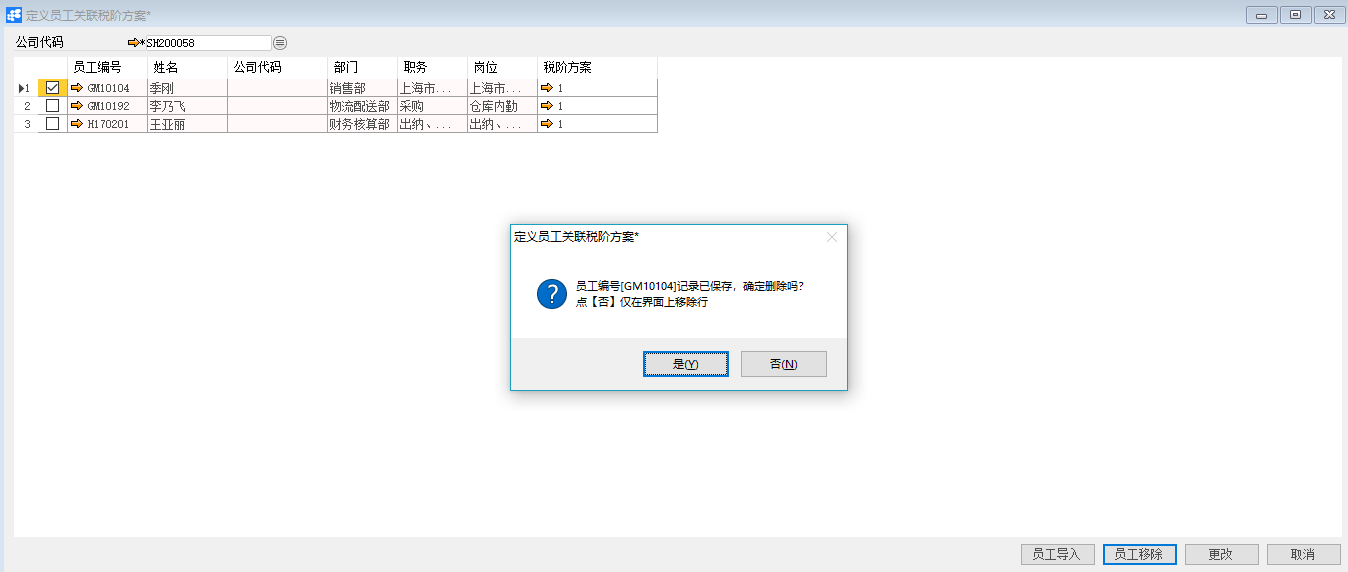 定义员工关联税阶方案*
公司代码 *SH200058
员工编号 姓名 公司代码 部门 职务 岗位 税阶方案
1 GM10104 季刚 销售部 上海市... 上海市... 1
2 GM10192 李乃飞 物流配送部 采购 仓库内勤 1
3 H170201 王亚丽 财务核算部 出纳、... 出纳、... 1
定义员工关联税阶方案*
员工编号[GM10104]记录已保存，确定删除吗?
点【否】仅在界面上移除行
是(Y) 否(N)
员工导入 员工移除 更改 取消